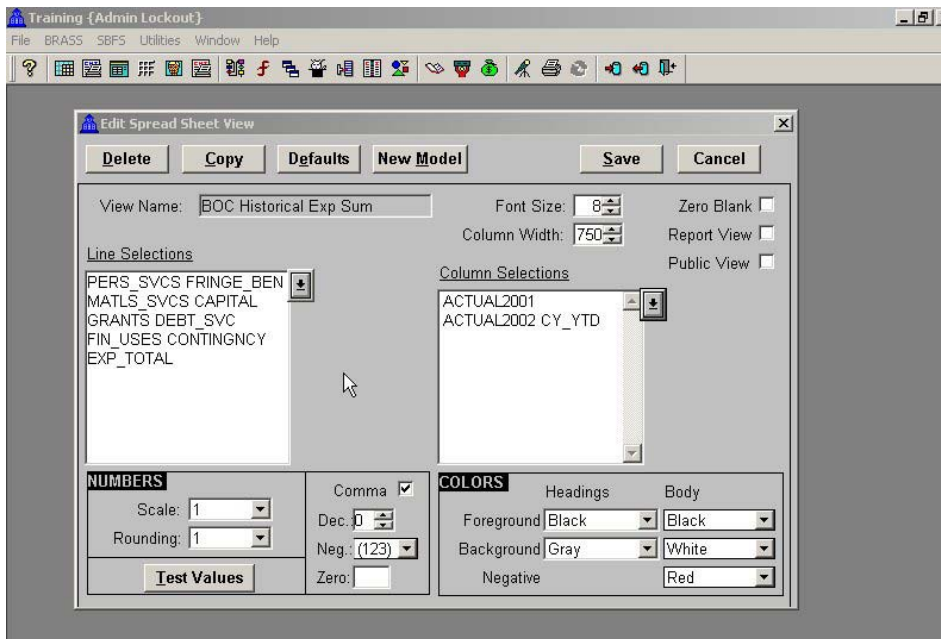 Training {Admin Lockout}
File BRASS SBFS Utilities Window Help
Edit Spread Sheet View
Delete Copy Defaults New Model Save Cancel
View Name: BOC Historical Exp Sum
Font Size: 8
Zero Blank
Column Width: 750
Report View
Public View
Line Selections
PERS_SVCS FRINGE_BEN
MATLS_SVCS CAPITAL
GRANTS DEBT_SVC
FIN_USES CONTINGNCY
EXP_TOTAL
Column Selections
ACTUAL2001
ACTUAL2002 CY_YTD
NUMBERS
Scale: 1
Rounding: 1
Test Values
Comma
Dec.: 0
Neg.: (123)
Zero:
COLORS
Headings Body
Foreground Black Black
Background Gray White
Negative Red